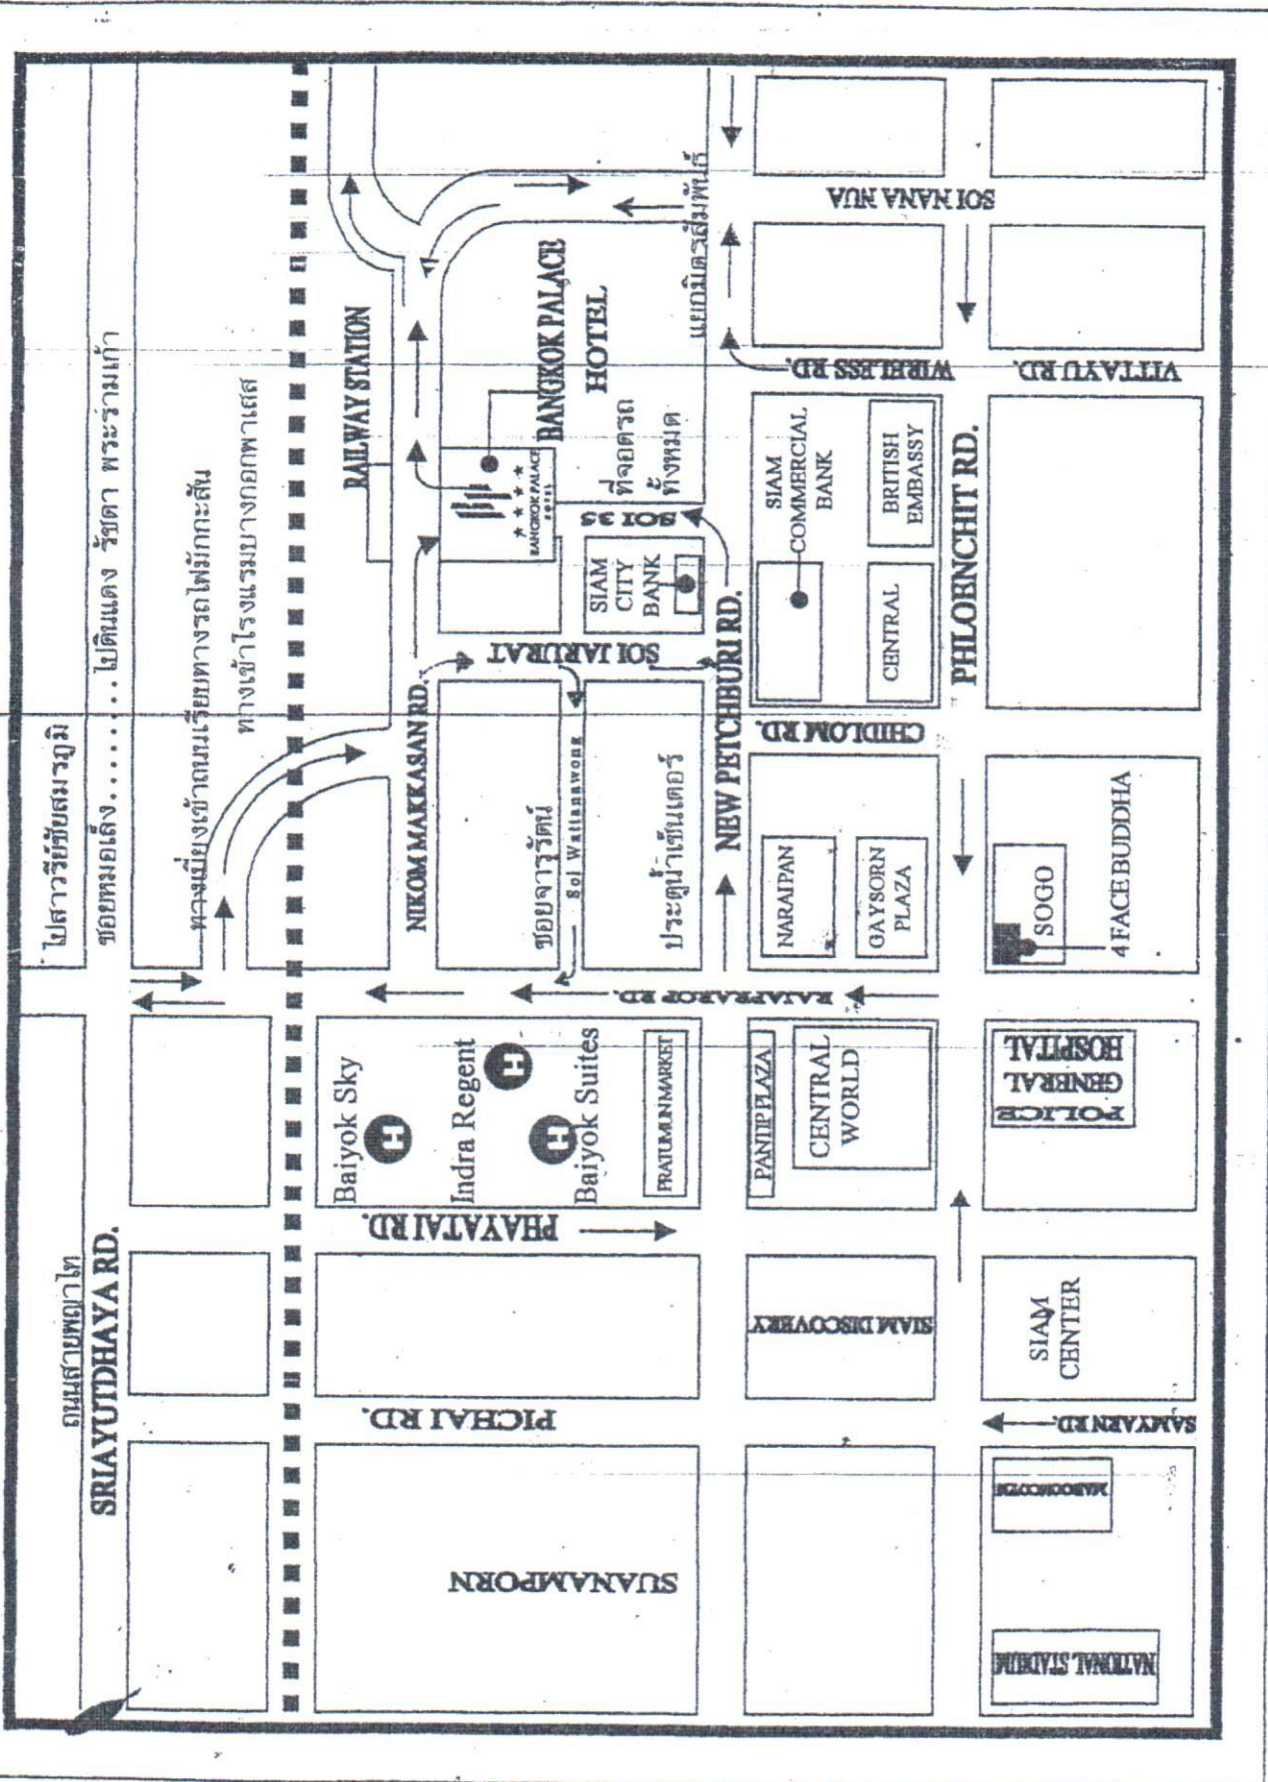 ถนนสายพญาไท
SRIAYUTDHAYA RD.
ไปสาวรีย์ชัยสมรภูมิ
ซอยหมอเล็ง........ไปดินแดง รัชดา พระรามเก้า
ทางเบี่ยงเข้าถนนเรียบทางรถไฟมักกะสัน
ทางเข้าโรงแรมบางกอกพาเลส
RAILWAY STATION
NIKOM MAKKASAN RD.
BANGKOK PALACE
HOTEL
BANGKOK PALACE
HOTEL
ที่จอดรถ
ทั้งหมด
แยกมิตรสัมพันธ์
SOI 35
SIAM
CITY
BANK
SOI JARURAT
ซอยจารุรัตน์
Soi Wattanawong
ประตูน้ำเซ็นเตอร์
NEW PETCHBURI RD.
RAJAPRAROP RD.
Baiyok Sky
H
Indra Regent
H
Baiyok Suites
H
PRATUMUN MARKET
PHAYATAI RD.
PICHAI RD.
SUANAMPORN
PANTIP PLAZA
CENTRAL
WORLD
SIAM DISCOVERY
NARAIPAN
GAYSORN
PLAZA
CHIDLOM RD.
SIAM
COMMERCIAL
BANK
CENTRAL
BRITISH
EMBASSY
WIRELESS RD.
SOI NANA NUA
PHLOENCHIT RD.
VITTAYU RD.
SOGO
4 FACE BUDDHA
POLICE
GENERAL
HOSPITAL
SIAM
CENTER
SAMYARN RD.
NATIONAL STADIUM